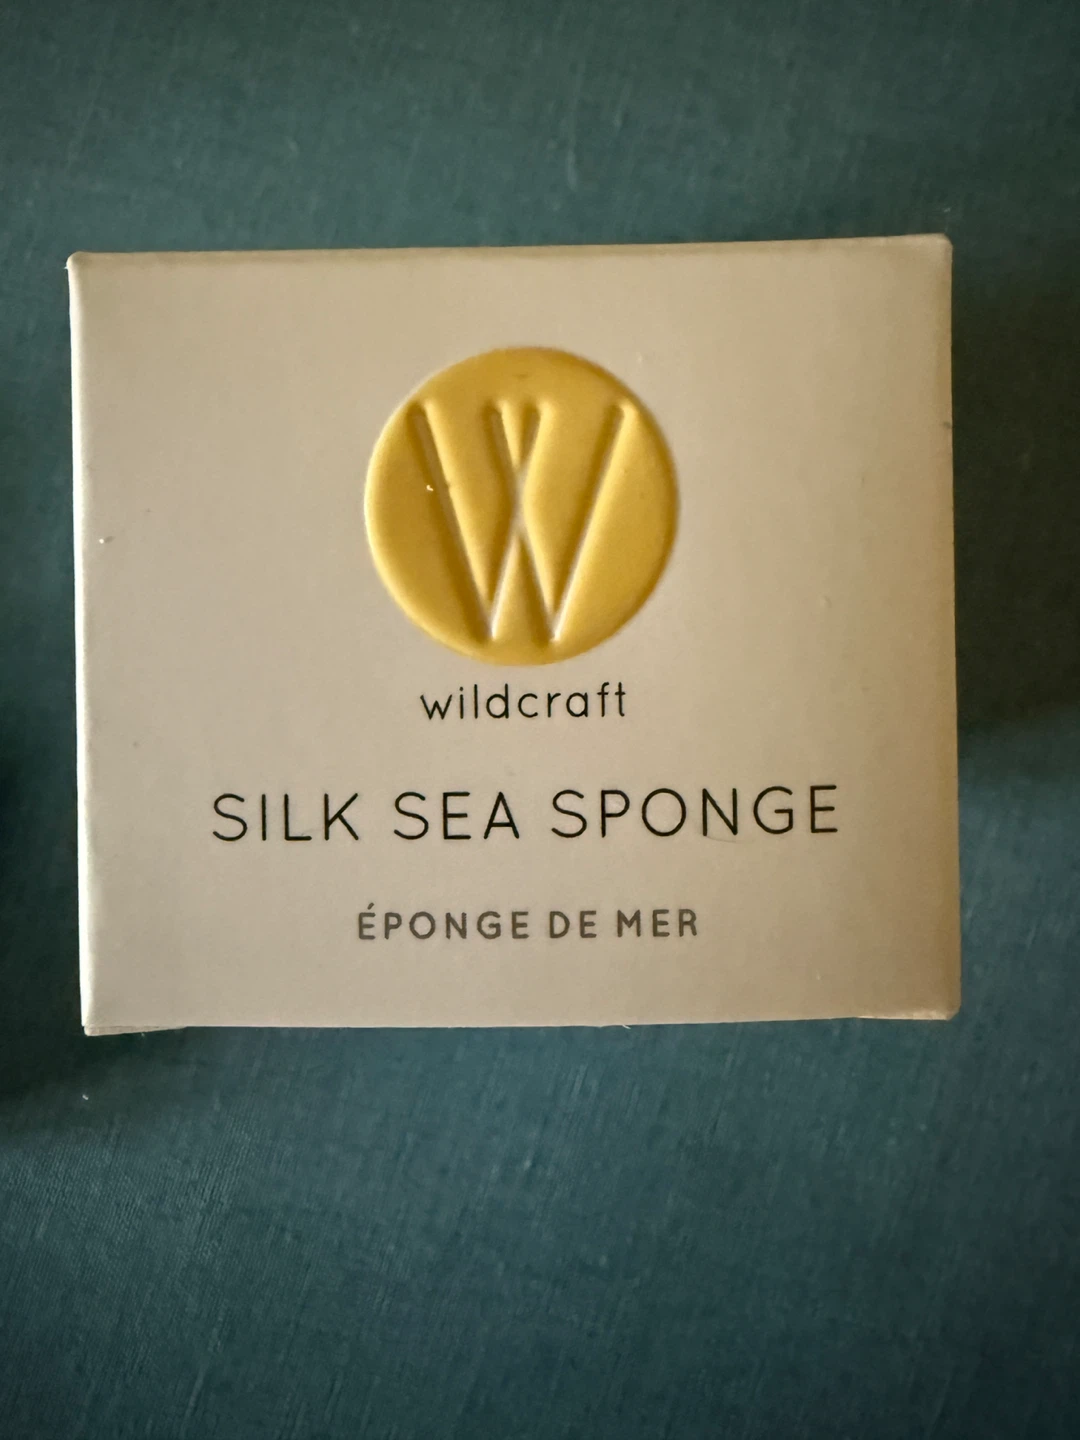 W
wildcraft
SILK SEA SPONGE
ÉPONGE DE MER